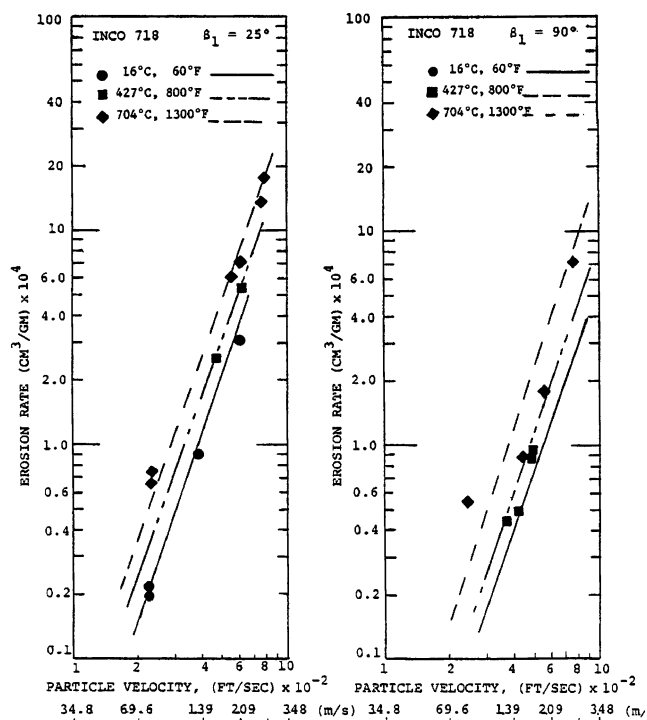 INCO 718 β1 = 25°
16°C, 60°F
427°C, 800°F
704°C, 1300°F
100
80
60
40
20
10
6.0
4.0
2.0
1.0
0.6
0.4
0.2
0.1
EROSION RATE (CM³/GM) x 10⁴
1 2 4 6 8 10
PARTICLE VELOCITY, (FT/SEC) x 10⁻²
34.8 69.6 139 209 348 (m/s)
INCO 718 β1 = 90°
16°C, 60°F
427°C, 800°F
704°C, 1300°F
100
80
60
40
20
10
6.0
4.0
2.0
1.0
0.6
0.4
0.2
0.1
EROSION RATE (CM³/GM) x 10⁴
1 2 4 6 8 10
PARTICLE VELOCITY, (FT/SEC) x 10⁻²
34.8 69.6 139 209 348 (m/